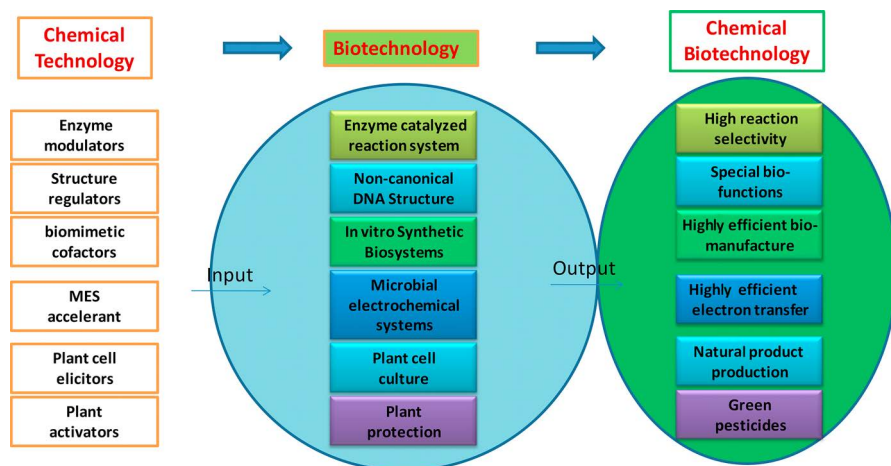 Chemical
Technology
Biotechnology
Chemical
Biotechnology
Enzyme
modulators
Structure
regulators
biomimetic
cofactors
MES
accelerant
Plant cell
elicitors
Plant
activators
Input
Enzyme catalyzed
reaction system
Non-canonical
DNA Structure
In vitro Synthetic
Biosystems
Microbial
electrochemical
systems
Plant cell
culture
Plant
protection
Output
High reaction
selectivity
Special bio-
functions
Highly efficient bio-
manufacture
Highly efficient
electron transfer
Natural product
production
Green
pesticides